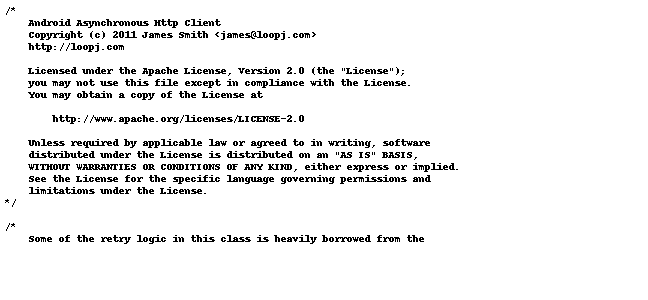 /*
    Android Asynchronous Http Client
    Copyright (c) 2011 James Smith <james@loopj.com>
    http://loopj.com

    Licensed under the Apache License, Version 2.0 (the "License");
    you may not use this file except in compliance with the License.
    You may obtain a copy of the License at

        http://www.apache.org/licenses/LICENSE-2.0

    Unless required by applicable law or agreed to in writing, software
    distributed under the License is distributed on an "AS IS" BASIS,
    WITHOUT WARRANTIES OR CONDITIONS OF ANY KIND, either express or implied.
    See the License for the specific language governing permissions and
    limitations under the License.
*/

/*
    Some of the retry logic in this class is heavily borrowed from the